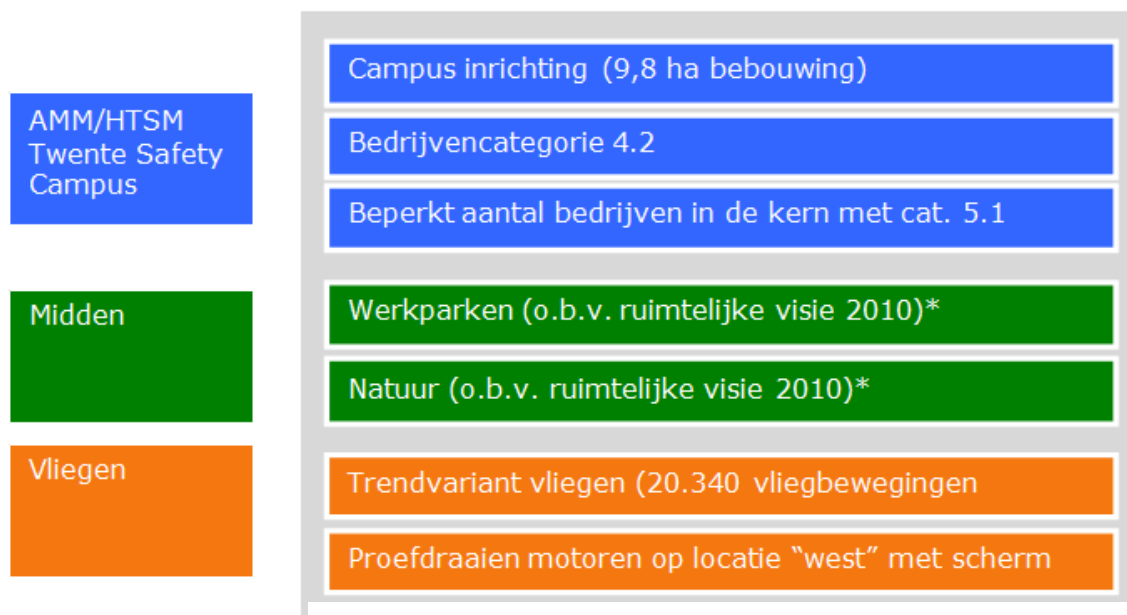 AMM/HTSM
Twente Safety
Campus
Campus inrichting (9,8 ha bebouwing)
Bedrijvencategorie 4.2
Beperkt aantal bedrijven in de kern met cat. 5.1
Midden
Werkparken (o.b.v. ruimtelijke visie 2010)*
Natuur (o.b.v. ruimtelijke visie 2010)*
Vliegen
Trendvariant vliegen (20.340 vliegbewegingen
Proefdraaien motoren op locatie “west” met scherm